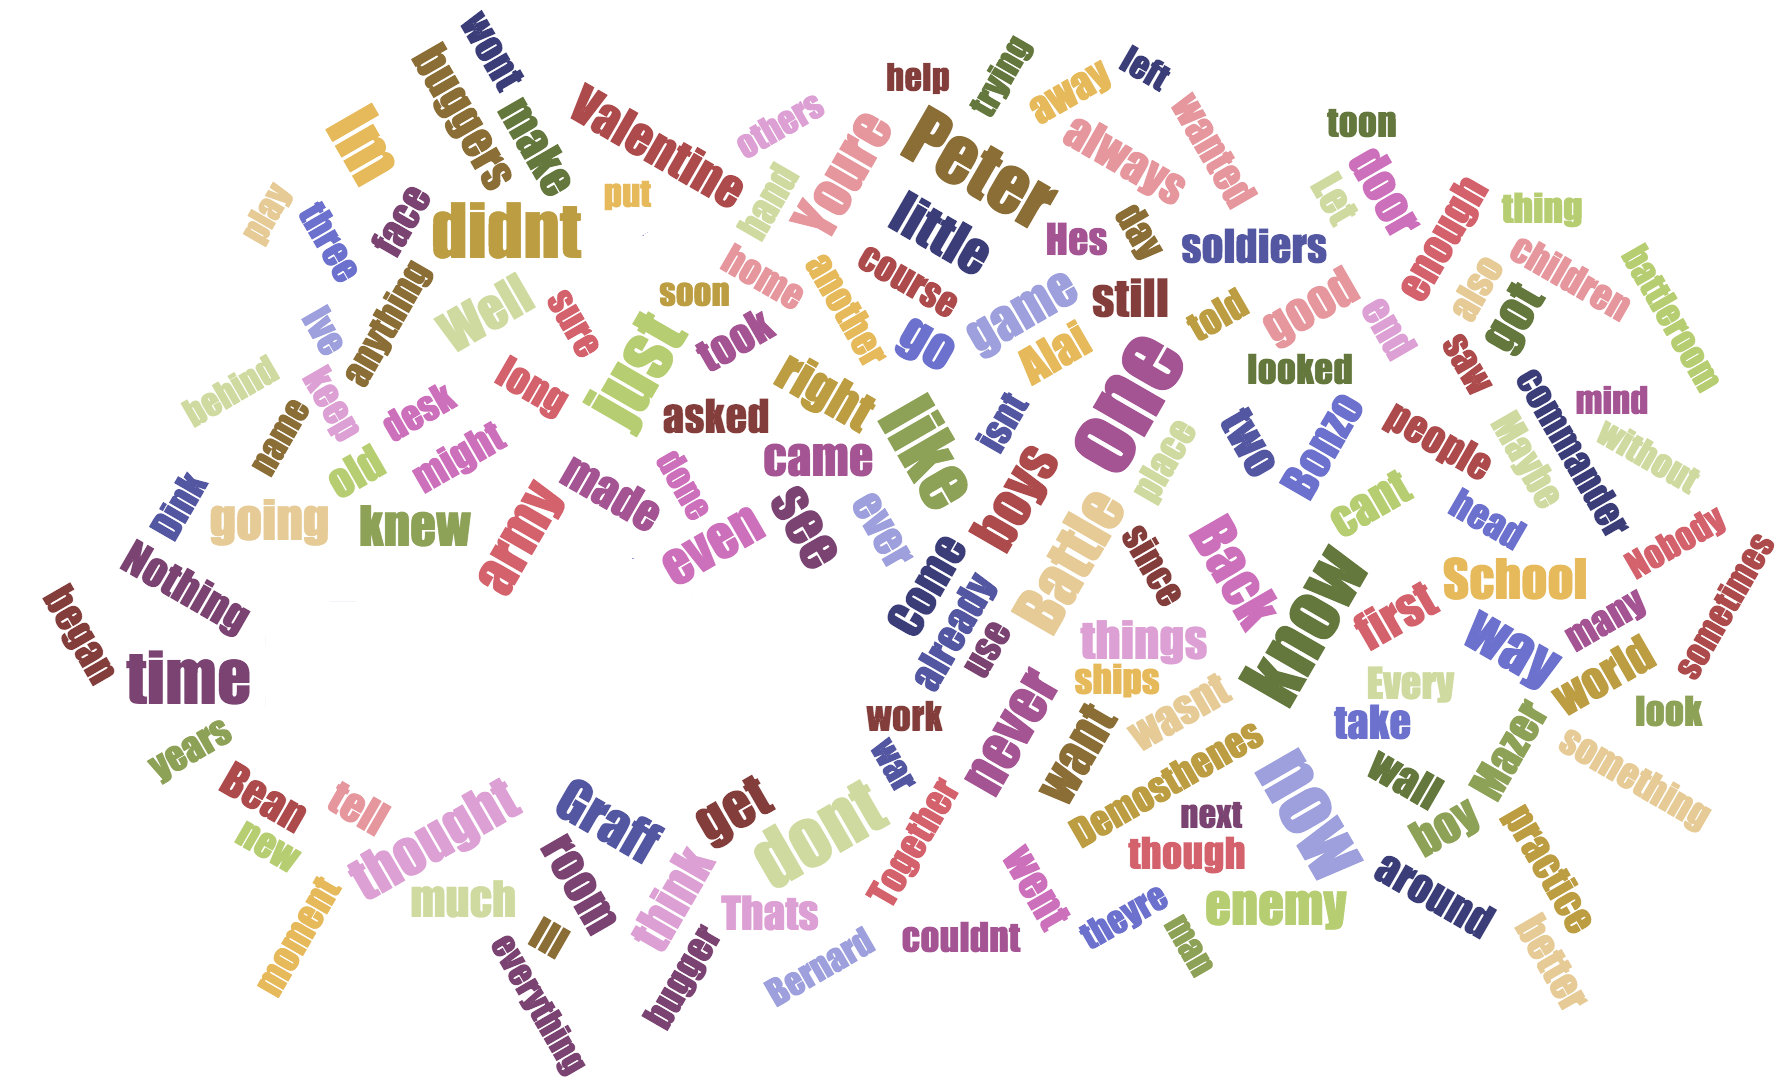 wont
buggers
make
Im
Valentine
others
help
trying
away
left
wanted
toon
Youre
Peter
always
door
Let
enough
thing
play
three
face
didnt
put
hand
little
Hes
day
soldiers
children
also
battleroom
home
another
course
game
still
told
good
end
got
anything
Well
sure
soon
just
took
go
Alai
looked
saw
Ive
behind
keep
name
desk
long
right
asked
like
isnt
one
two
Bonzo
people
commander
mind
Maybe
without
old
might
made
done
came
place
boys
cant
head
Nobody
sometimes
Dink
going
knew
army
even
see
ever
Come
Battle
since
Back
know
School
first
Nothing
began
already
use
things
way
many
time
ships
wasnt
Every
world
take
look
years
work
war
never
want
Demosthenes
Mazer
something
Bean
tell
new
thought
Graff
get
dont
Together
next
now
wall
boy
practice
moment
much
room
think
Thats
though
went
theyre
enemy
around
man
better
Ill
everything
bugger
Bernard
couldnt